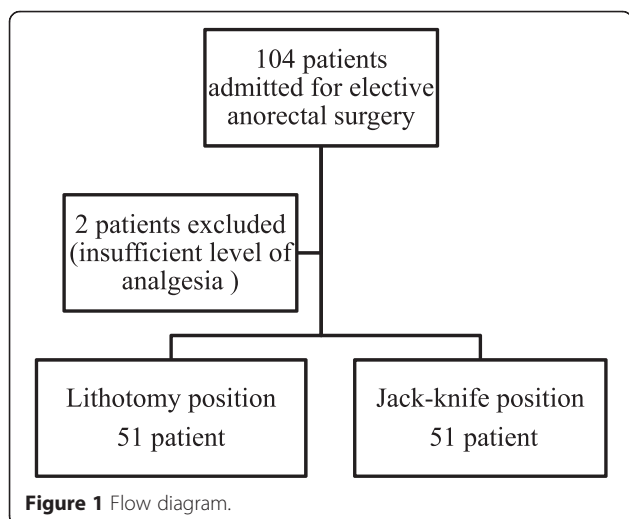 104 patients
admitted for elective
anorectal surgery
2 patients excluded
(insufficient level of
analgesia )
Lithotomy position
51 patient
Jack-knife position
51 patient
Figure 1 Flow diagram.